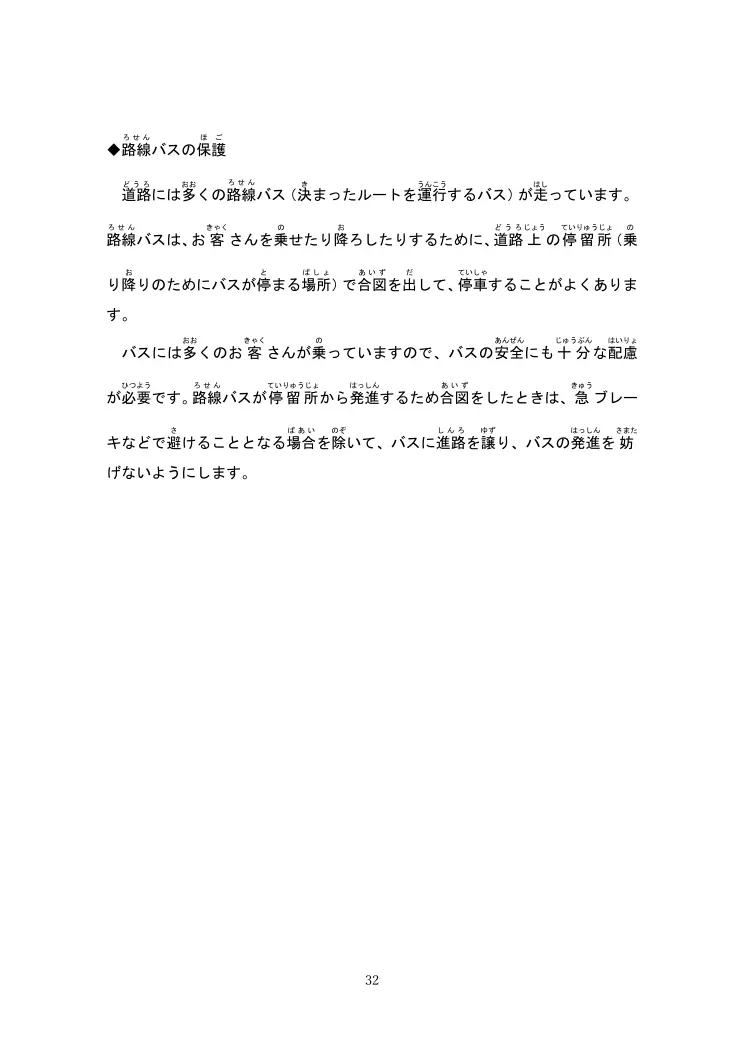 ◆路線バスの保護
道路には多くの路線バス（決まったルートを運行するバス）が走っています。
路線バスは、お客さんを乗せたり降ろしたりするために、道路上の停留所（乗
り降りのためにバスが停まる場所）で合図を出して、停車することがよくありま
す。
バスには多くのお客さんが乗っていますので、バスの安全にも十分な配慮
が必要です。路線バスが停留所から発進するため合図をしたときは、急ブレー
キなどで避けることとなる場合を除いて、バスに進路を譲り、バスの発進を妨
げないようにします。
32